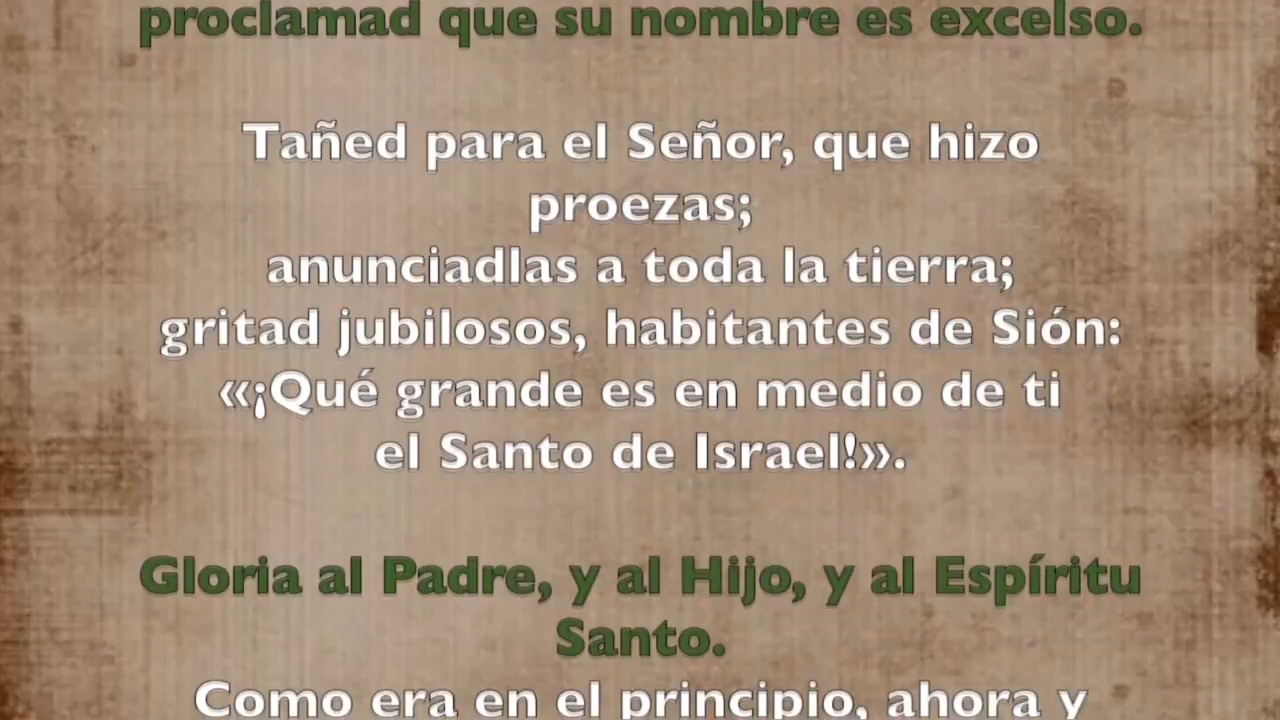 proclamad que su nombre es excelso.
Tañed para el Señor, que hizo
proezas;
anunciadlas a toda la tierra;
gritad jubilosos, habitantes de Sión:
«¡Qué grande es en medio de ti
el Santo de Israel!».
Gloria al Padre, y al Hijo, y al Espíritu
Santo.
Como era en el principio, ahora y